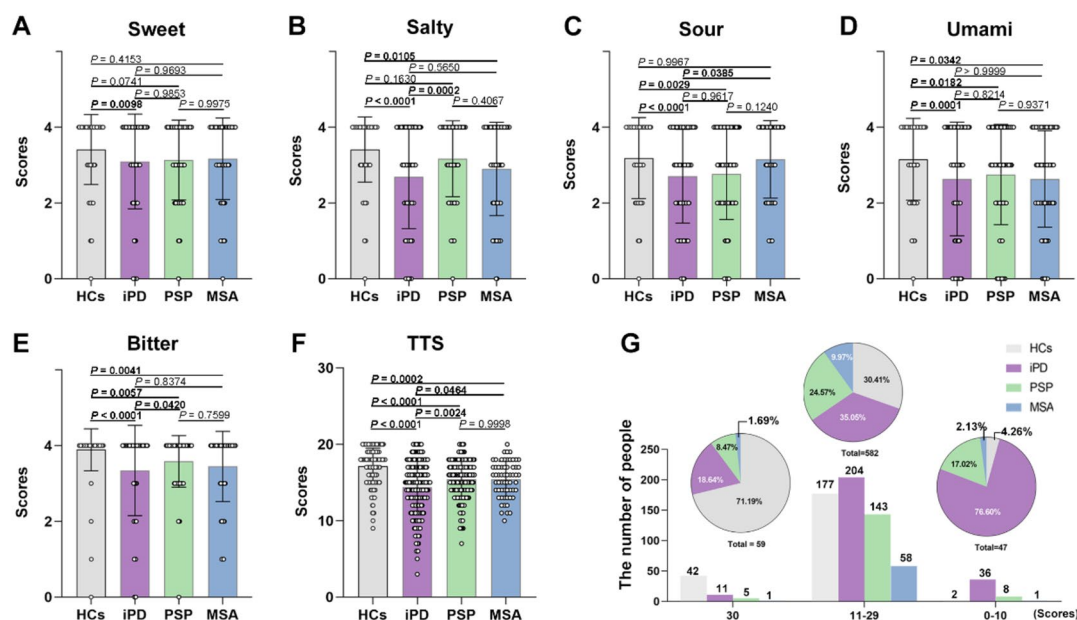 A Sweet
P = 0.4153
P = 0.9693
P = 0.0741
P = 0.9853
P = 0.0098
P = 0.9975
Scores
4
2
0
HCs iPD PSP MSA
B Salty
P = 0.0105
P = 0.5650
P = 0.1630
P = 0.0002
P < 0.0001
P = 0.4067
Scores
4
2
0
HCs iPD PSP MSA
C Sour
P = 0.9967
P = 0.0385
P = 0.0029
P = 0.9617
P < 0.0001
P = 0.1240
Scores
4
2
0
HCs iPD PSP MSA
D Umami
P = 0.0342
P > 0.9999
P = 0.0182
P = 0.8214
P = 0.0001
P = 0.9371
Scores
4
2
0
HCs iPD PSP MSA
E Bitter
P = 0.0041
P = 0.8374
P = 0.0057
P = 0.0420
P < 0.0001
P = 0.7599
Scores
4
2
0
HCs iPD PSP MSA
F TTS
P = 0.0002
P = 0.0464
P < 0.0001
P = 0.0024
P < 0.0001
P = 0.9998
Scores
30
20
10
0
HCs iPD PSP MSA
G
HCs
iPD
PSP
MSA
9.97%
30.41%
24.57%
35.05%
Total=582
1.69%
8.47%
18.64%
71.19%
Total = 59
2.13% 4.26%
17.02%
76.60%
Total=47
The number of people
250
200
150
100
50
0
42 11 5 1
177 204 143 58
2 36 8 1
30 11-29 0-10 (Scores)